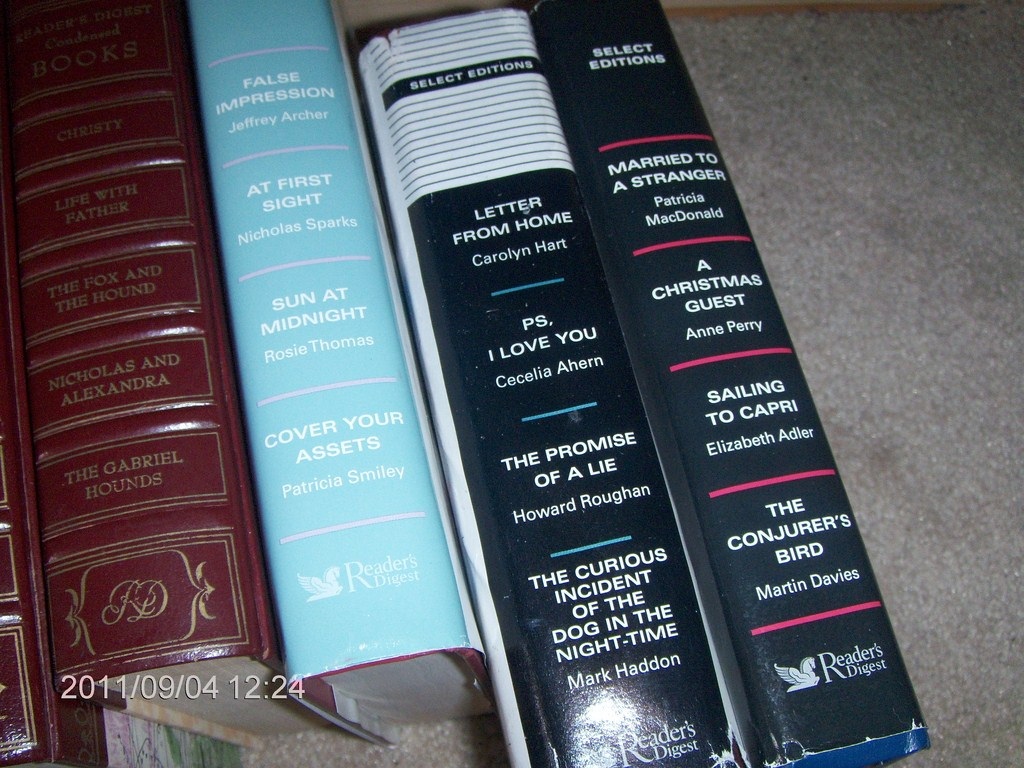 READER'S DIGEST
Condensed
BOOKS
CHRISTY
LIFE WITH
FATHER
THE FOX AND
THE HOUND
NICHOLAS AND
ALEXANDRA
THE GABRIEL
HOUNDS
RD
FALSE
IMPRESSION
Jeffrey Archer
AT FIRST
SIGHT
Nicholas Sparks
SUN AT
MIDNIGHT
Rosie Thomas
COVER YOUR
ASSETS
Patricia Smiley
Reader's
Digest
SELECT EDITIONS
LETTER
FROM HOME
Carolyn Hart
PS,
I LOVE YOU
Cecelia Ahern
THE PROMISE
OF A LIE
Howard Roughan
THE CURIOUS
INCIDENT
OF THE
DOG IN THE
NIGHT-TIME
Mark Haddon
Reader's
Digest
SELECT
EDITIONS
MARRIED TO
A STRANGER
Patricia
MacDonald
A
CHRISTMAS
GUEST
Anne Perry
SAILING
TO CAPRI
Elizabeth Adler
THE
CONJURER'S
BIRD
Martin Davies
Reader's
Digest
2011/09/04 12:24